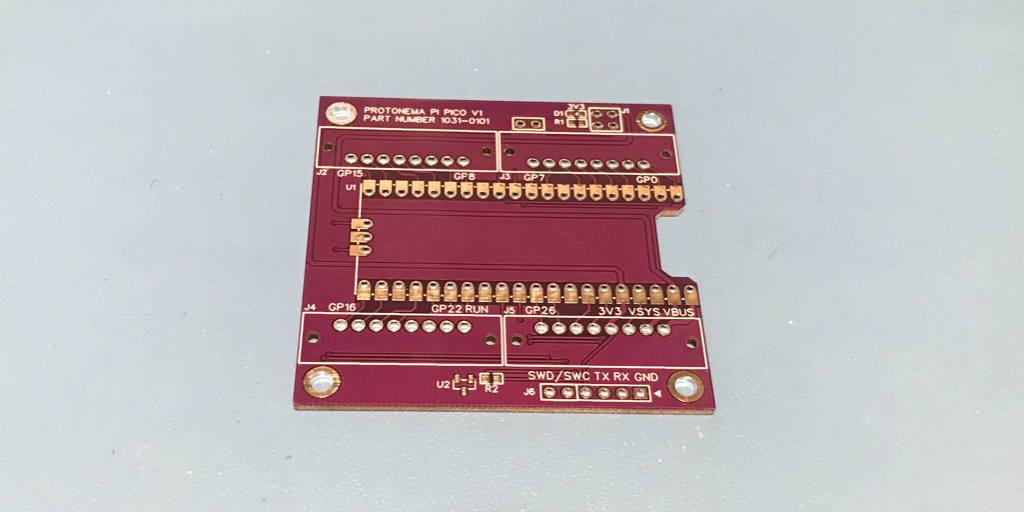 PROTONEMA PI PICO V1
PART NUMBER 1031-0101
3V3
D1
J1
R1
J2
GP15
GP8
J3
GP7
GP0
U1
J4
GP16
GP22 RUN
J5
GP26
3V3 VSYS VBUS
U2
R2
SWD/SWC TX RX GND
J6